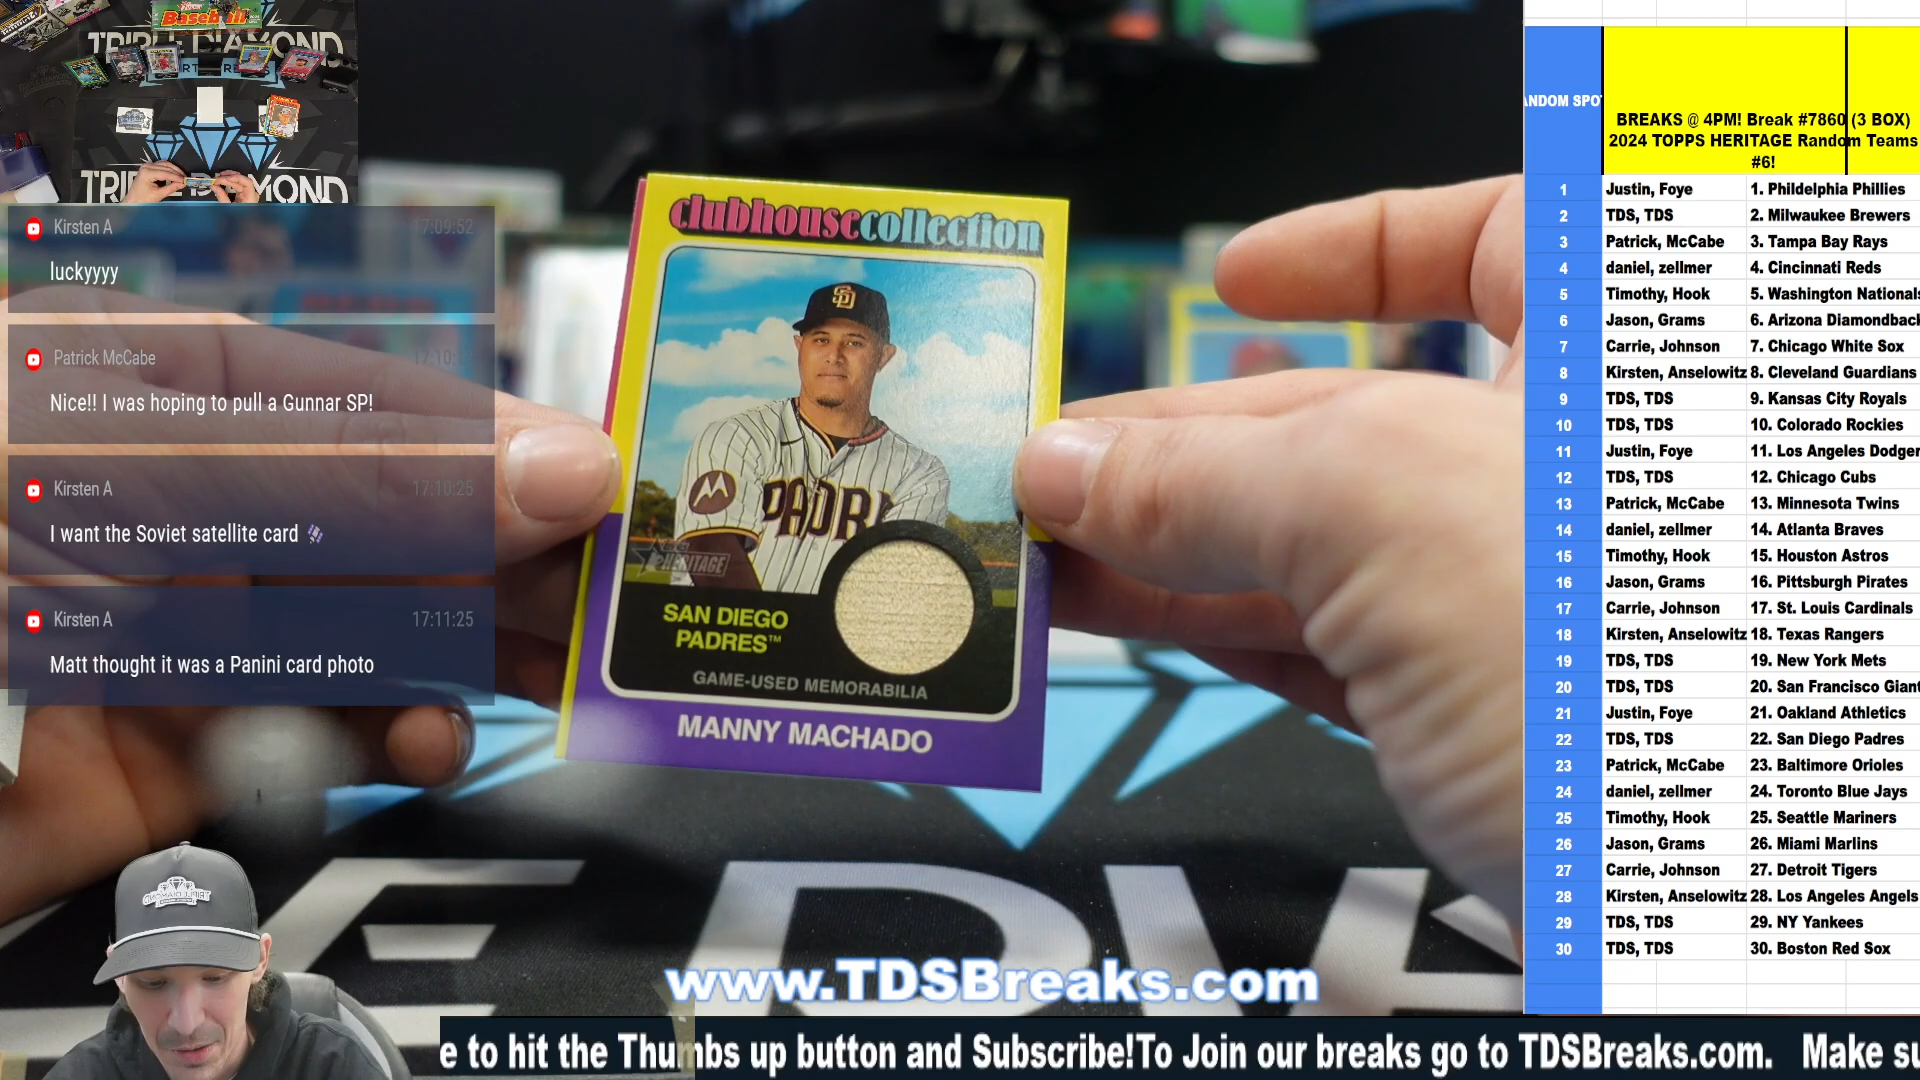 Baseball
TRIPLE DIAMOND
Kirsten A 17:09:52
luckyyyy
Patrick McCabe 17:10:
Nice!! I was hoping to pull a Gunnar SP!
Kirsten A 17:10:25
I want the Soviet satellite card
Kirsten A 17:11:25
Matt thought it was a Panini card photo
clubhousecollection
SD
PADR
HERITAGE
SAN DIEGO
PADRES™
GAME-USED MEMORABILIA
MANNY MACHADO
www.TDSBreaks.com
e to hit the Thumbs up button and Subscribe!To Join our breaks go to TDSBreaks.com. Make su
NDOM SPO
BREAKS @ 4PM! Break #7860 (3 BOX)
2024 TOPPS HERITAGE Random Teams
#6!
1 Justin, Foye 1. Phildelphia Phillies
2 TDS, TDS 2. Milwaukee Brewers
3 Patrick, McCabe 3. Tampa Bay Rays
4 daniel, zellmer 4. Cincinnati Reds
5 Timothy, Hook 5. Washington Nationals
6 Jason, Grams 6. Arizona Diamondback
7 Carrie, Johnson 7. Chicago White Sox
8 Kirsten, Anselowitz 8. Cleveland Guardians
9 TDS, TDS 9. Kansas City Royals
10 TDS, TDS 10. Colorado Rockies
11 Justin, Foye 11. Los Angeles Dodger
12 TDS, TDS 12. Chicago Cubs
13 Patrick, McCabe 13. Minnesota Twins
14 daniel, zellmer 14. Atlanta Braves
15 Timothy, Hook 15. Houston Astros
16 Jason, Grams 16. Pittsburgh Pirates
17 Carrie, Johnson 17. St. Louis Cardinals
18 Kirsten, Anselowitz 18. Texas Rangers
19 TDS, TDS 19. New York Mets
20 TDS, TDS 20. San Francisco Giant
21 Justin, Foye 21. Oakland Athletics
22 TDS, TDS 22. San Diego Padres
23 Patrick, McCabe 23. Baltimore Orioles
24 daniel, zellmer 24. Toronto Blue Jays
25 Timothy, Hook 25. Seattle Mariners
26 Jason, Grams 26. Miami Marlins
27 Carrie, Johnson 27. Detroit Tigers
28 Kirsten, Anselowitz 28. Los Angeles Angels
29 TDS, TDS 29. NY Yankees
30 TDS, TDS 30. Boston Red Sox